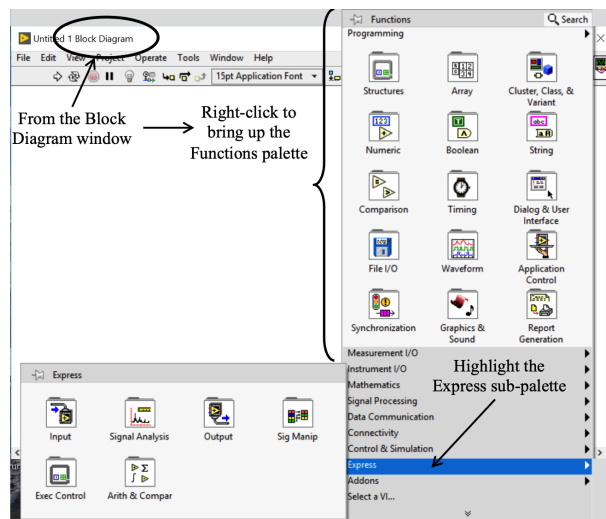 Untitled 1 Block Diagram
File Edit View Project Operate Tools Window Help
15pt Application Font
From the Block
Diagram window
Right-click to
bring up the
Functions palette
Functions
Search
Programming
Structures
Array
Cluster, Class, &
Variant
Numeric
Boolean
String
Comparison
Timing
Dialog & User
Interface
File I/O
Waveform
Application
Control
Synchronization
Graphics &
Sound
Report
Generation
Measurement I/O
Instrument I/O
Mathematics
Signal Processing
Data Communication
Connectivity
Control & Simulation
Express
Addons
Select a VI...
Highlight the
Express sub-palette
Express
Input
Signal Analysis
Output
Sig Manip
Exec Control
Arith & Compar